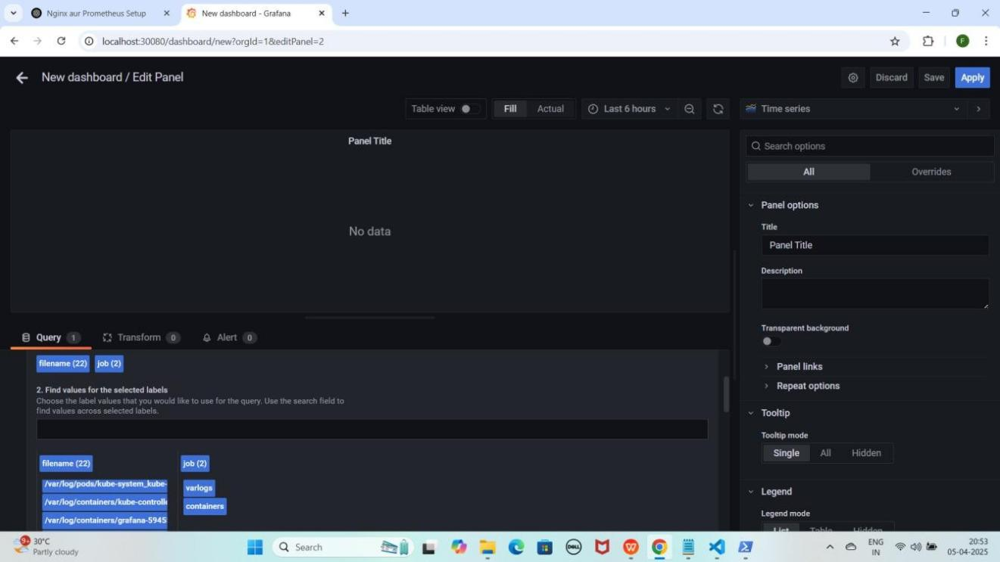 Nginx aur Prometheus Setup
New dashboard - Grafana
localhost:30080/dashboard/new?orgId=1&editPanel=2
F
New dashboard / Edit Panel
Discard
Save
Apply
Table view
Fill
Actual
Last 6 hours
Time series
Panel Title
No data
Search options
All
Overrides
Panel options
Title
Panel Title
Description
Transparent background
Panel links
Repeat options
Tooltip
Tooltip mode
Single
All
Hidden
Legend
Legend mode
List
Table
Hidden
Query 1
Transform 0
Alert 0
filename (22)
job (2)
2. Find values for the selected labels
Choose the label values that you would like to use for the query. Use the search field to
find values across selected labels.
filename (22)
job (2)
/var/log/pods/kube-system_kube-
/var/log/containers/kube-controlle
/var/log/containers/grafana-5945
varlogs
containers
9+
30°C
Partly cloudy
Search
DELL
W
ENG
IN
20:53
05-04-2025